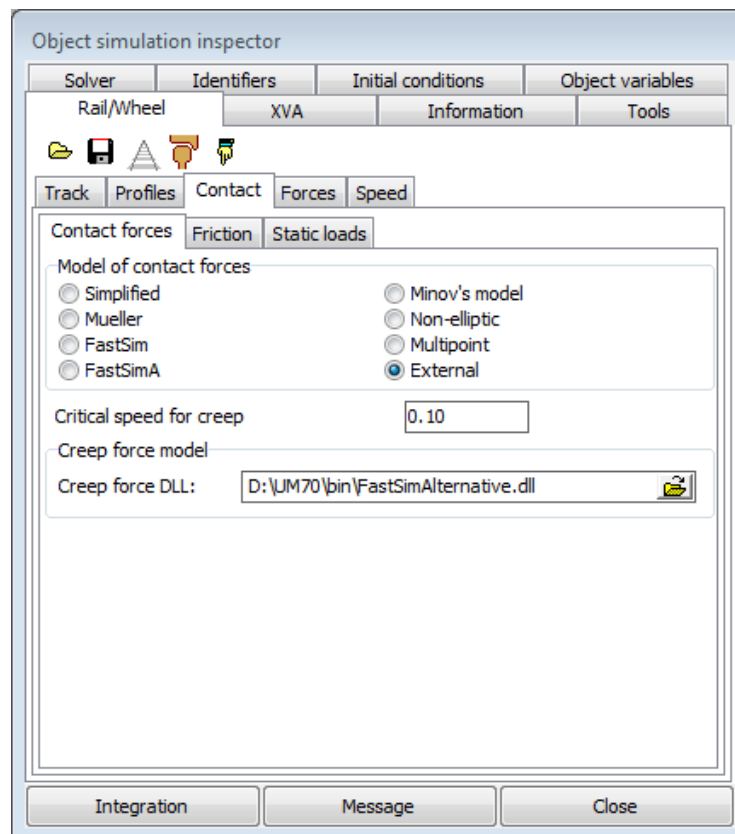 Object simulation inspector
Solver Identifiers Initial conditions Object variables
Rail/Wheel XVA Information Tools
Track Profiles Contact Forces Speed
Contact forces Friction Static loads
Model of contact forces
Simplified Minov's model
Mueller Non-elliptic
FastSim Multipoint
FastSimA External
Critical speed for creep 0.10
Creep force model
Creep force DLL: D:\UM70\bin\FastSimAlternative.dll
Integration Message Close